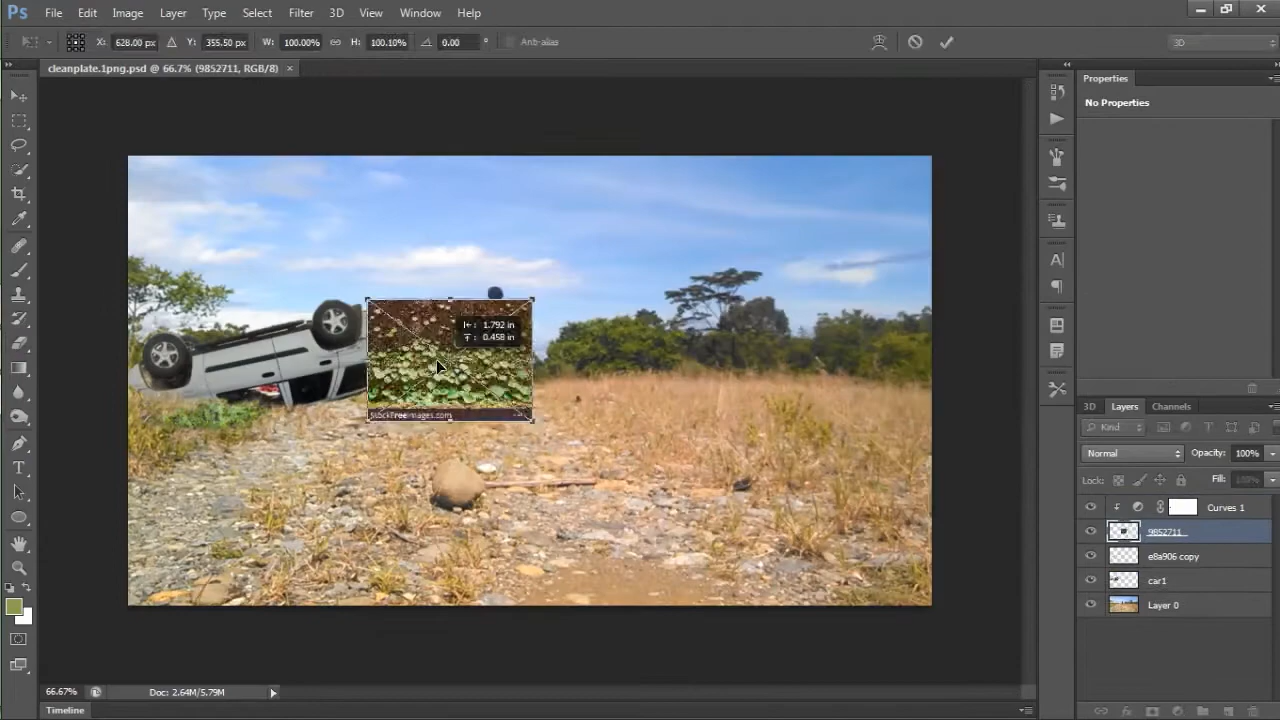 Ps File Edit Image Layer Type Select Filter 3D View Window Help
X: 628.00 px Y: 355.50 px W: 100.00% H: 100.10% 0.00 ° Anti-alias 3D
cleanplate.1png.psd @ 66.7% (9852711, RGB/8) ×
Properties
No Properties
1.792 in
0.458 in
StockFreeImages.com
3D Layers Channels
Kind
Normal Opacity: 100%
Lock: Fill: 100%
Curves 1
9852711
e8a906 copy
car1
Layer 0
66.67% Doc: 2.64M/5.79M
Timeline